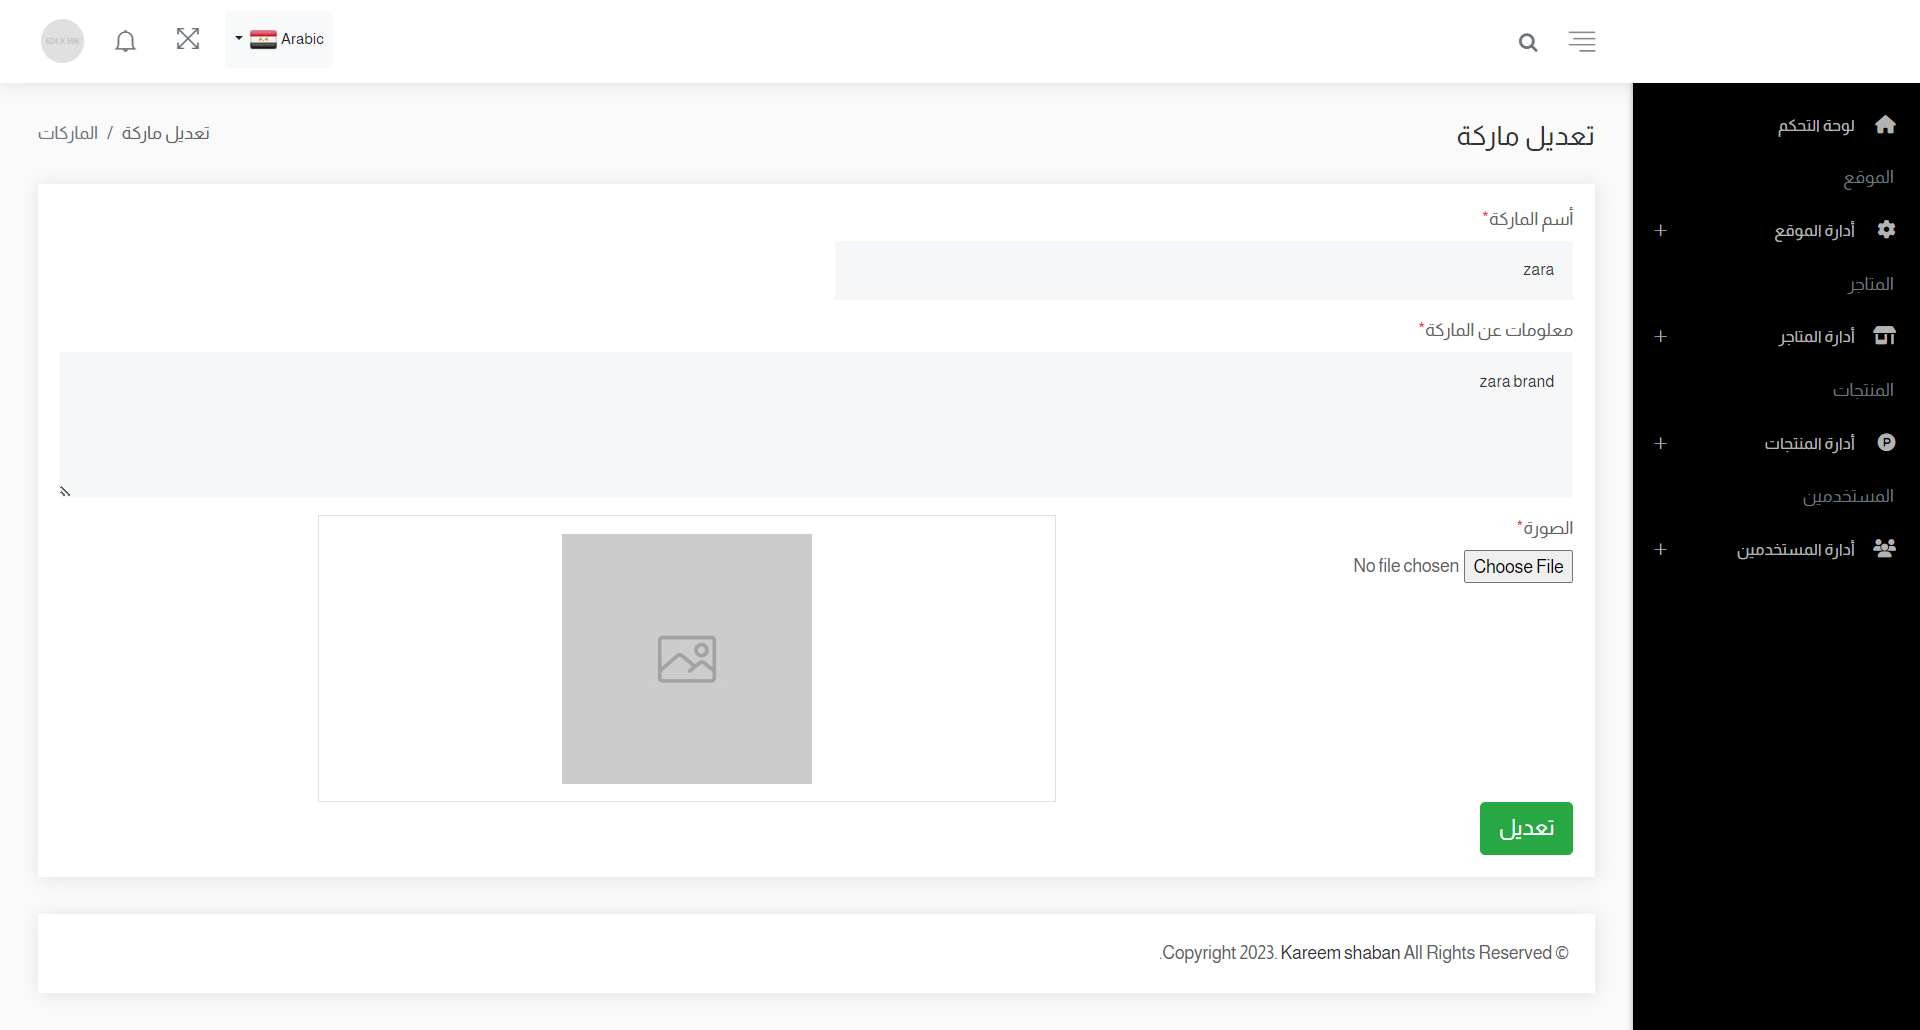 Arabic
624 X 596
لوحة التحكم
الموقع
أدارة الموقع
المتاجر
أدارة المتاجر
المنتجات
أدارة المنتجات
المستخدمين
أدارة المستخدمين
تعديل ماركة
تعديل ماركة / الماركات
أسم الماركة*
zara
معلومات عن الماركة*
zara brand
الصورة*
Choose File No file chosen
تعديل
.Copyright 2023. Kareem shaban All Rights Reserved ©